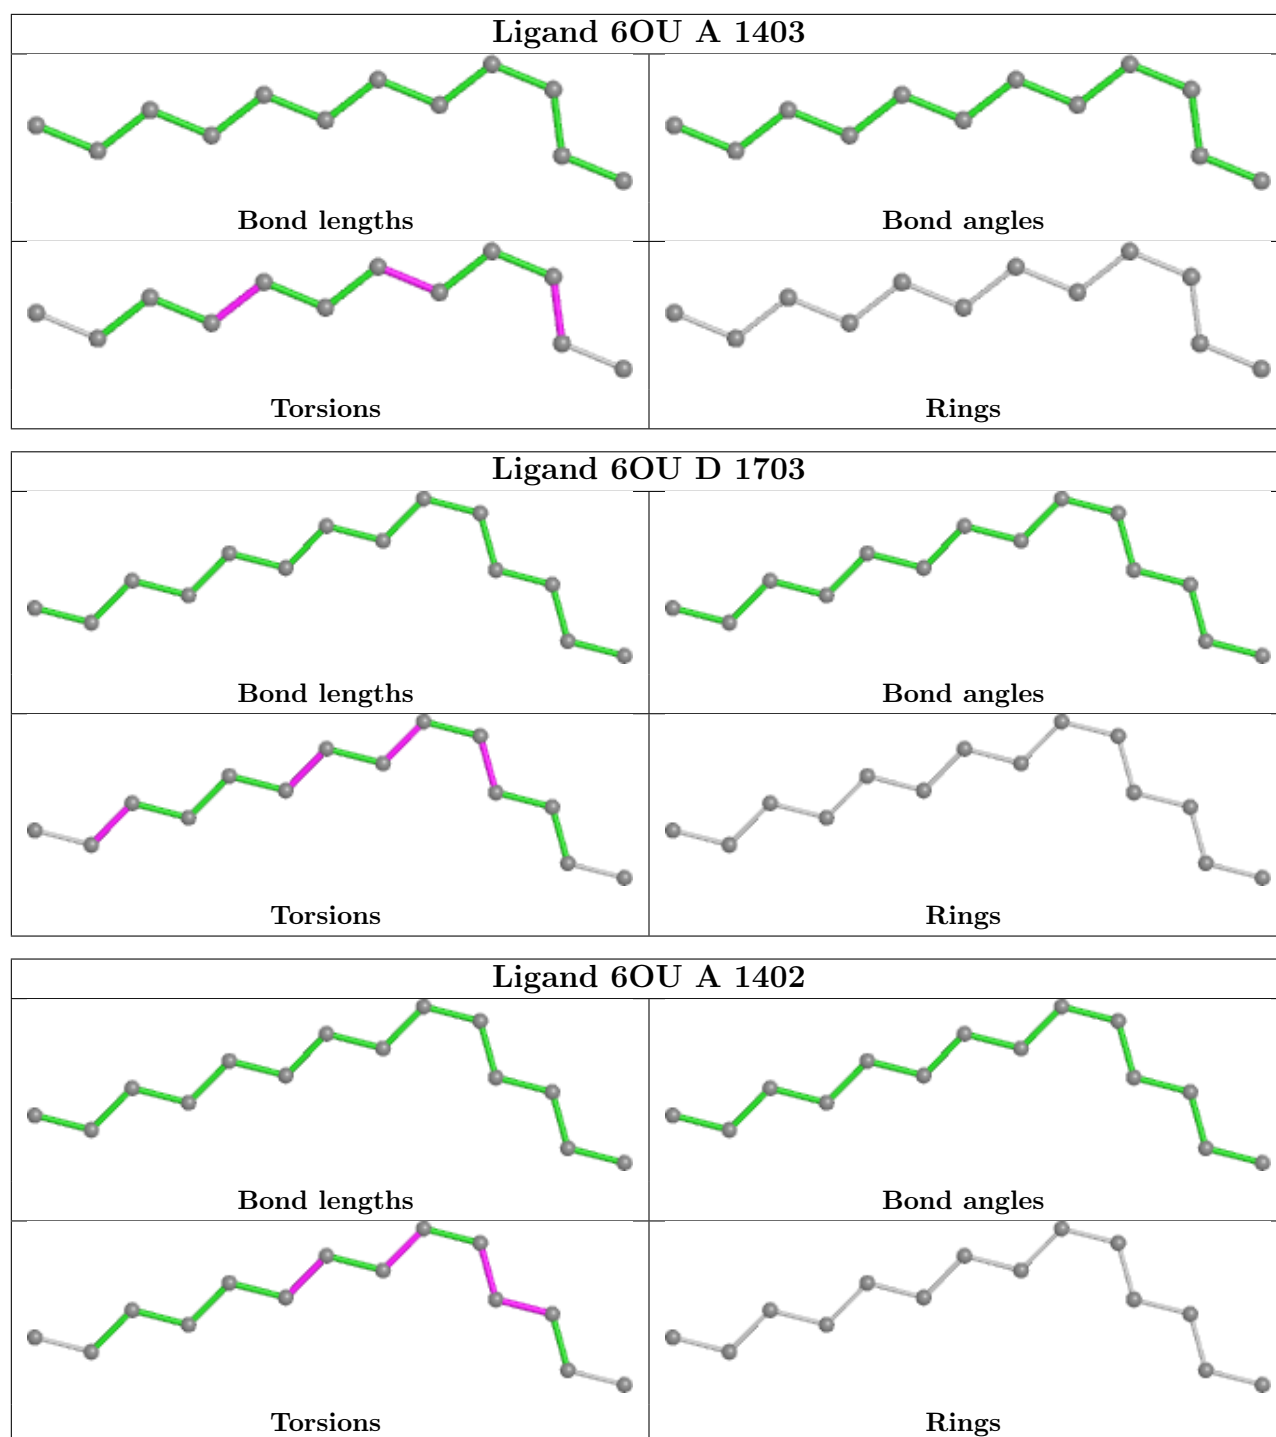 Ligand 6OU A 1403
Bond lengths
Bond angles
Torsions
Rings
Ligand 6OU D 1703
Bond lengths
Bond angles
Torsions
Rings
Ligand 6OU A 1402
Bond lengths
Bond angles
Torsions
Rings